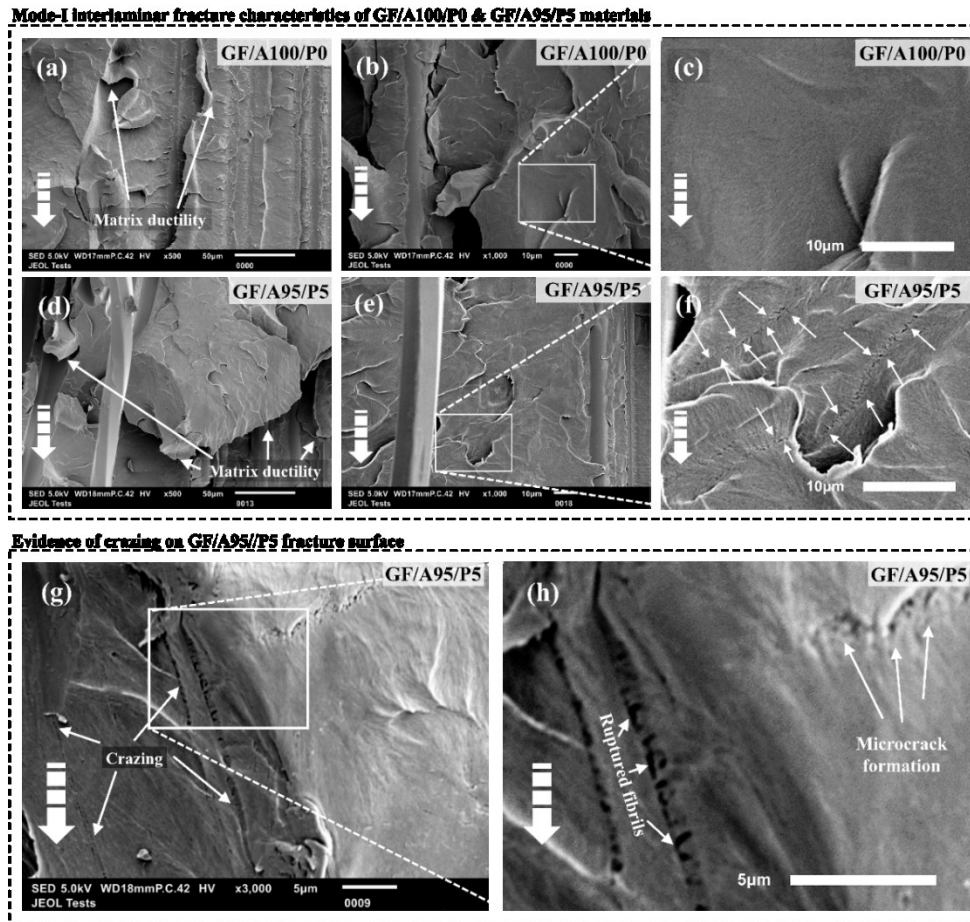 Mode-I interlaminar fracture characteristics of GF/A100/P0 & GF/A95/P5 materials
(a) GF/A100/P0
Matrix ductility
SED 5.0kV WD17mmP.C.42 HV x500 50µm
JEOL Tests 0000
(b) GF/A100/P0
SED 5.0kV WD17mmP.C.42 HV x1,000 10µm
JEOL Tests 0000
(c) GF/A100/P0
10µm
(d) GF/A95/P5
Matrix ductility
SED 5.0kV WD18mmP.C.42 HV x500 50µm
JEOL Tests 0013
(e) GF/A95/P5
SED 5.0kV WD17mmP.C.42 HV x1,000 10µm
JEOL Tests 0018
(f) GF/A95/P5
10µm
Evidence of crazing on GF/A95//P5 fracture surface
(g) GF/A95/P5
Crazing
SED 5.0kV WD18mmP.C.42 HV x3,000 5µm
JEOL Tests 0009
(h) GF/A95/P5
Ruptured
fibrils
Microcrack
formation
5µm